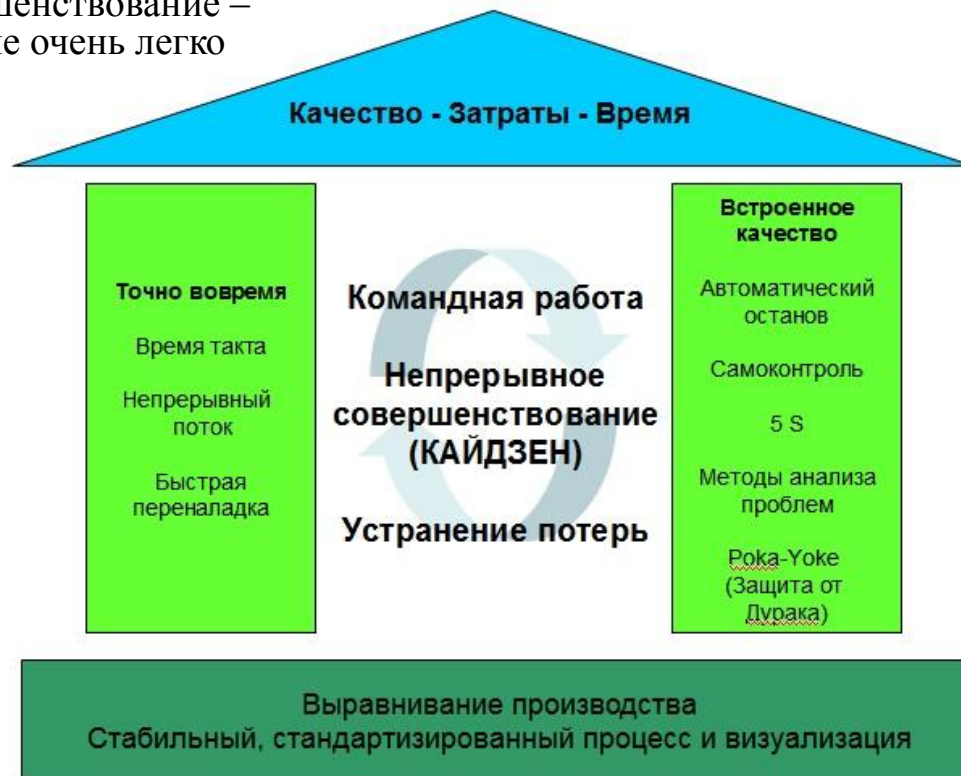 шенствование –
е очень легко
Качество - Затраты - Время
Точно вовремя
Время такта
Непрерывный
поток
Быстрая
переналадка
Командная работа
Непрерывное
совершенствование
(КАЙДЗЕН)
Устранение потерь
Встроенное
качество
Автоматический
останов
Самоконтроль
5 S
Методы анализа
проблем
Poka-Yoke
(Защита от
Дурака)
Выравнивание производства
Стабильный, стандартизированный процесс и визуализация